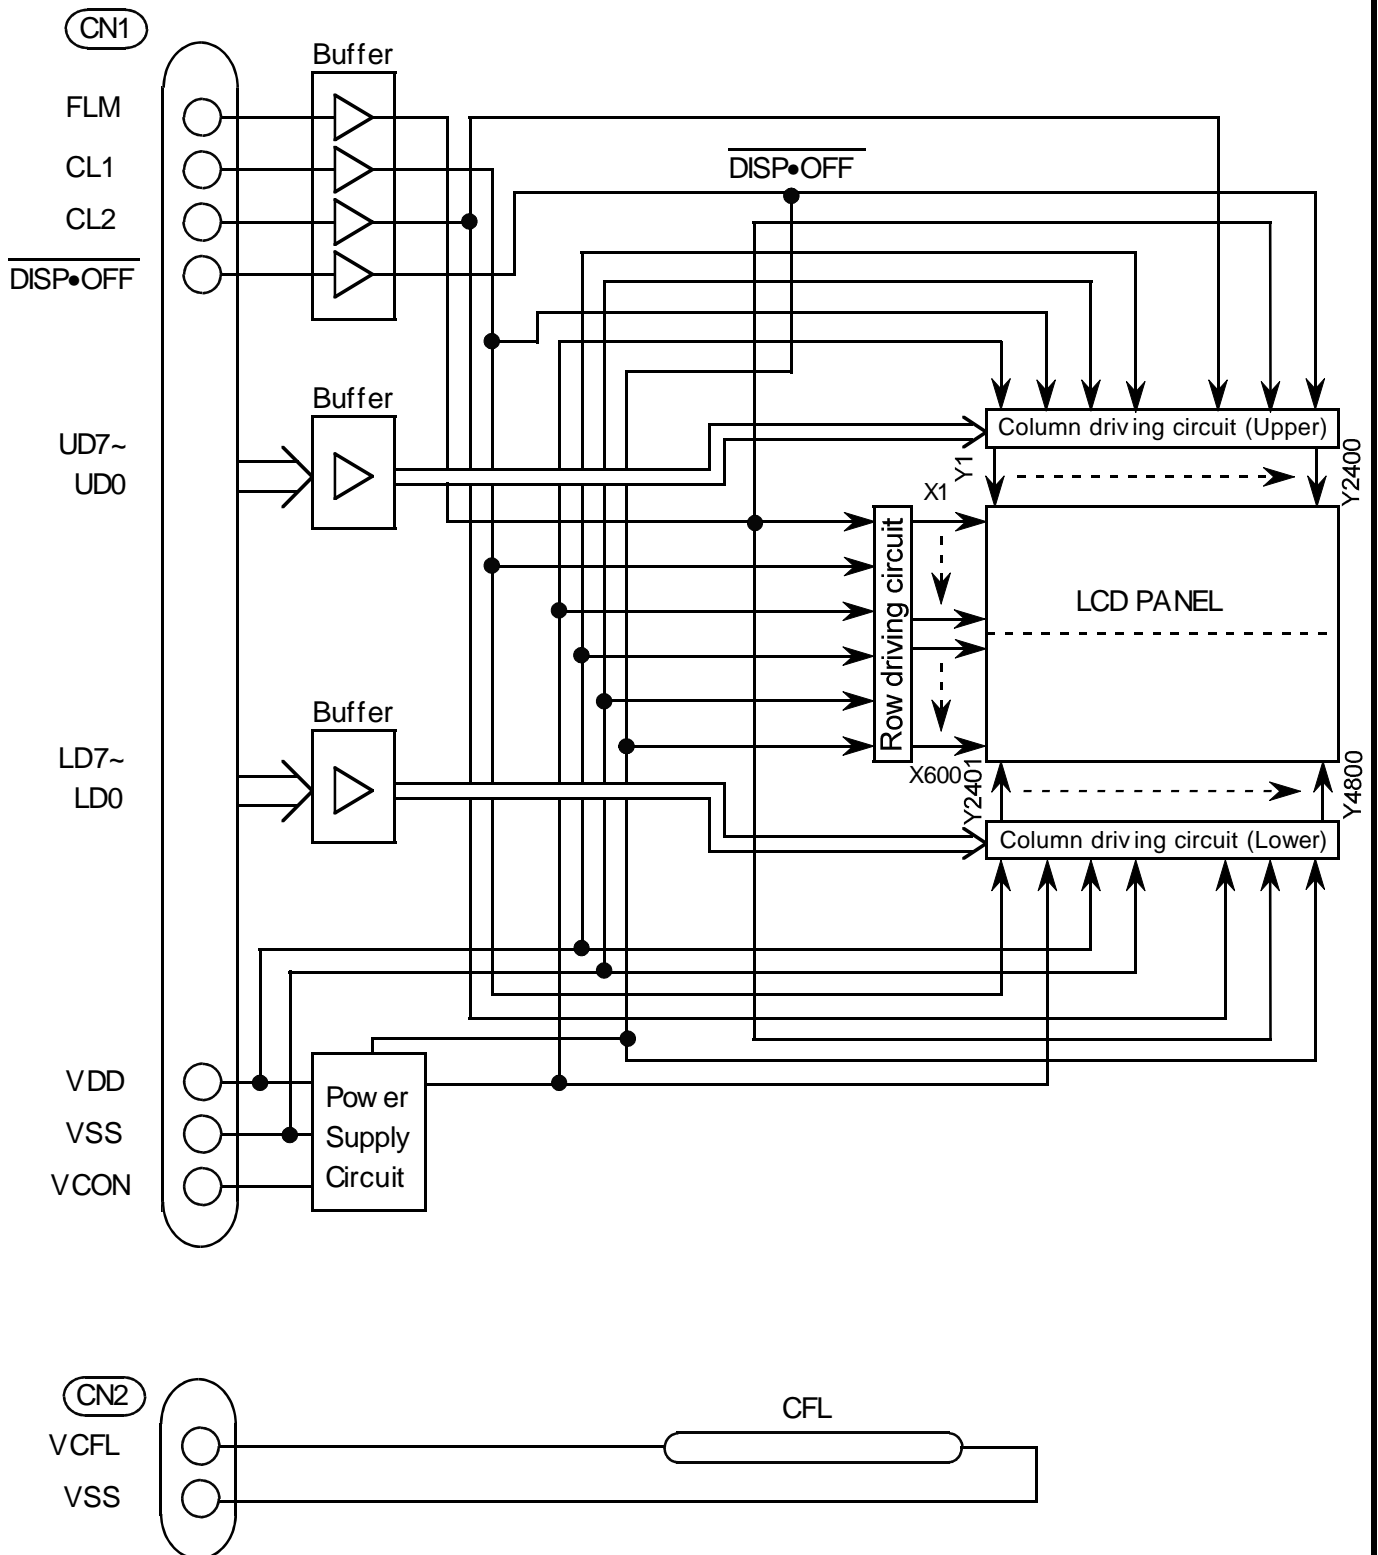 CN1
Buffer
FLM
CL1
CL2
DISP•OFF
DISP•OFF
Buffer
UD7~
UD0
Column driving circuit (Upper)
Y1
Y2400
X1
Row driving circuit
LCD PANEL
Buffer
LD7~
LD0
X600
Y2401
Y4800
Column driving circuit (Lower)
VDD
VSS
VCON
Power
Supply
Circuit
CN2
CFL
VCFL
VSS